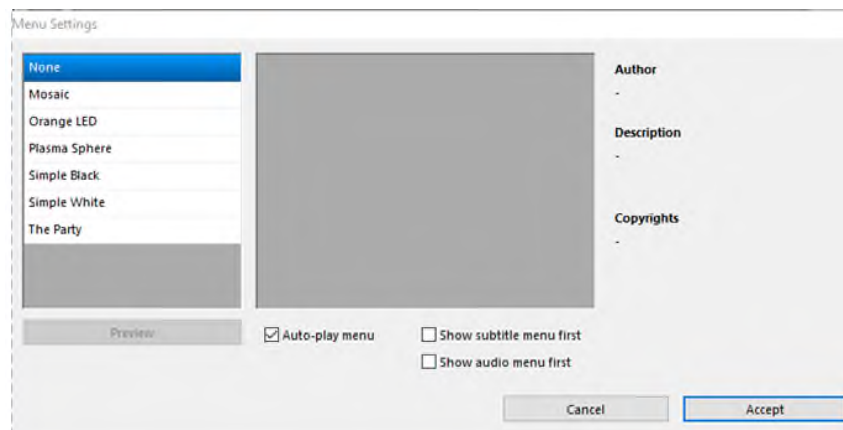 Menu Settings
None
Mosaic
Orange LED
Plasma Sphere
Simple Black
Simple White
The Party
Author
-
Description
-
Copyrights
-
Preview
Auto-play menu
Show subtitle menu first
Show audio menu first
Cancel
Accept